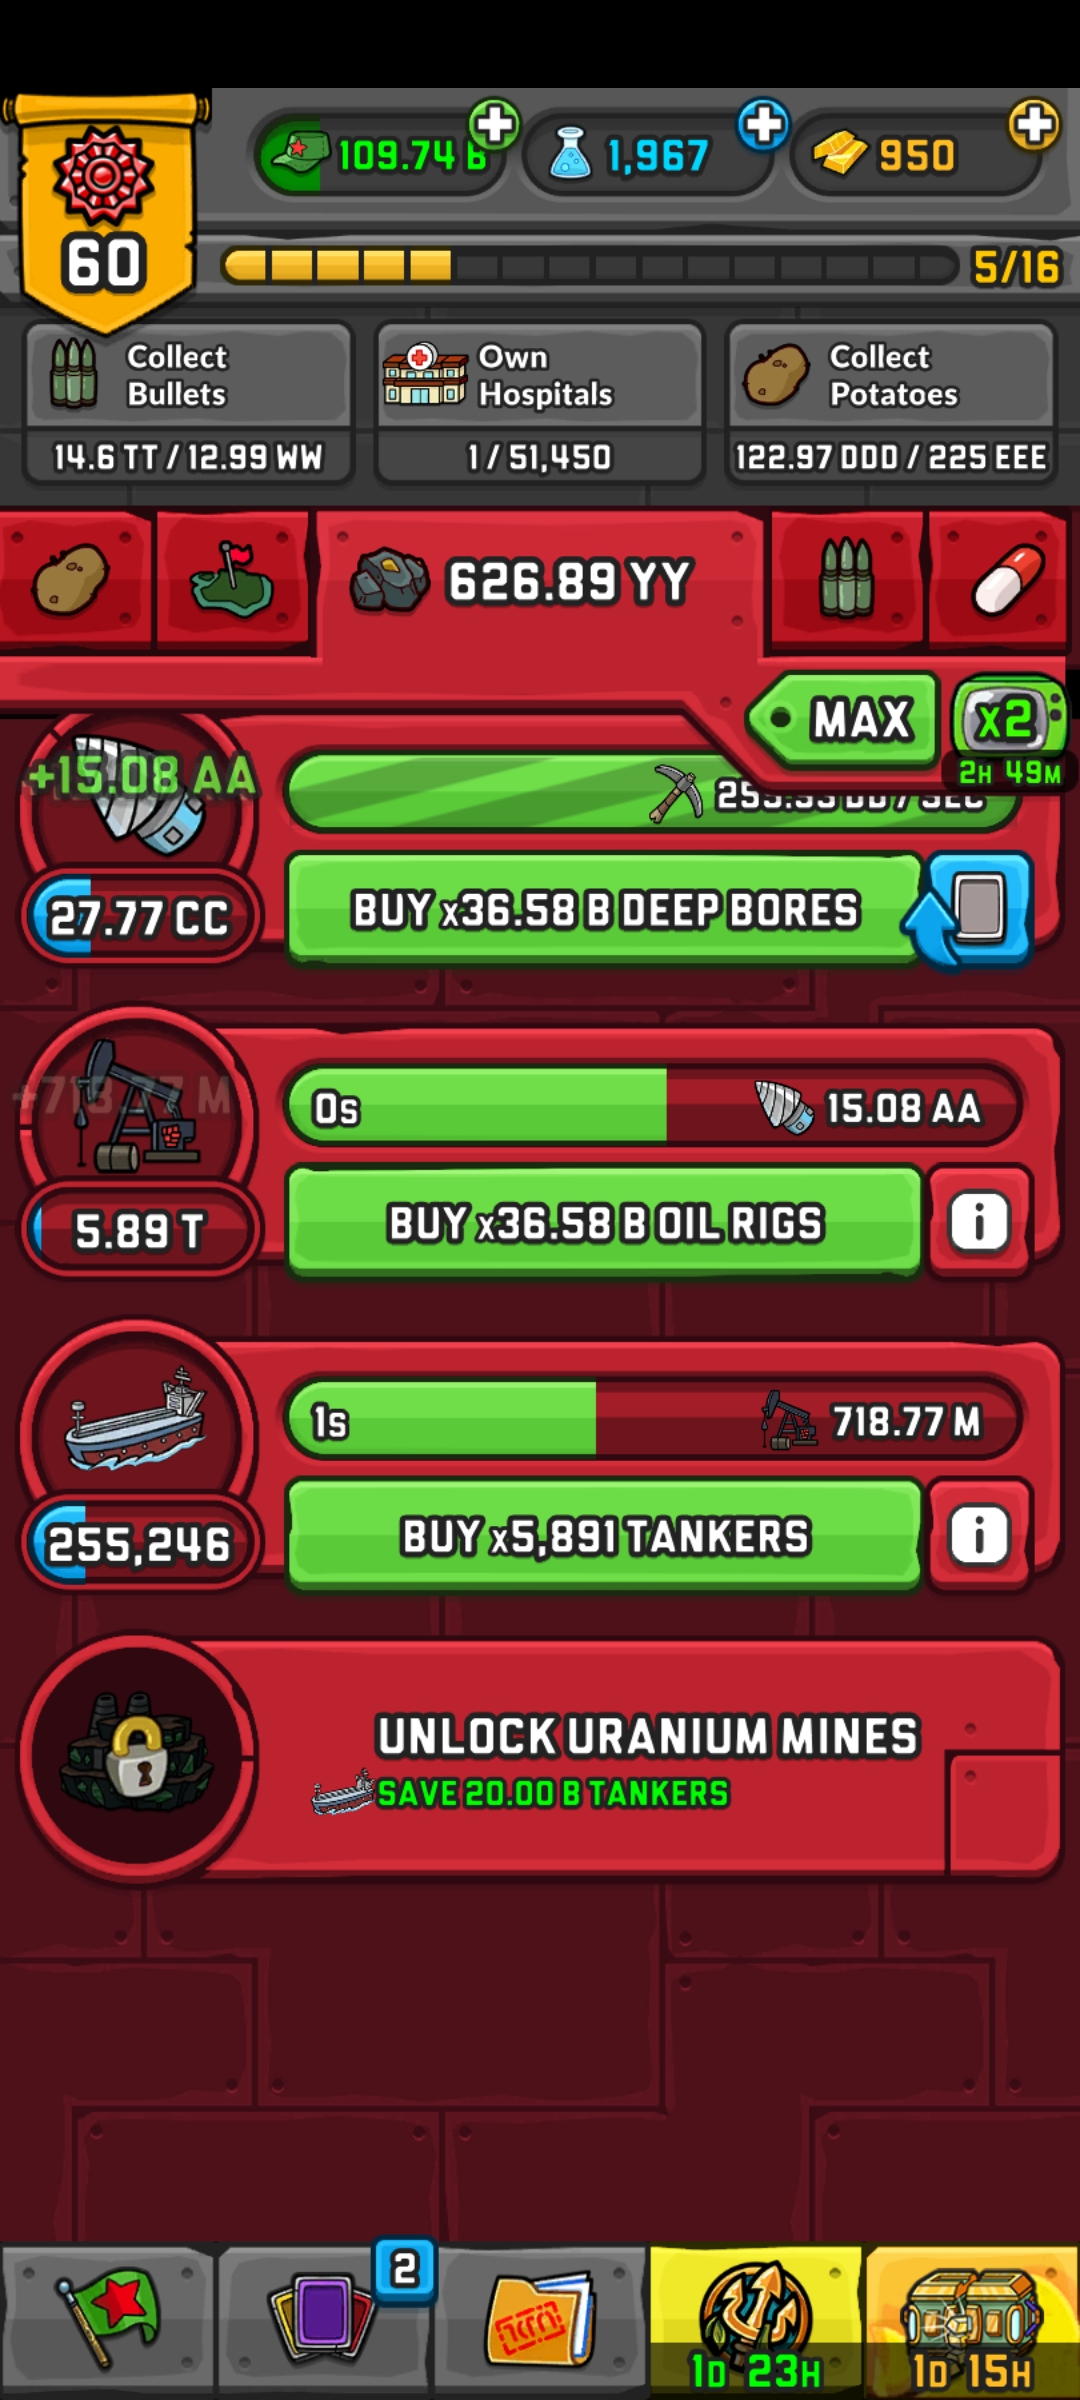 60
109.74 B
1,967
950
5/16
Collect
Bullets
14.6 TT / 12.99 WW
Own
Hospitals
1 / 51,450
Collect
Potatoes
122.97 DDD / 225 EEE
626.89 YY
MAX
x2
2H 49M
+15.08 AA
27.77 CC
BUY x36.58 B DEEP BORES
+718.77 M
0s
15.08 AA
5.89 T
BUY x36.58 B OIL RIGS
i
1s
718.77 M
255,246
BUY x5,891 TANKERS
i
UNLOCK URANIUM MINES
SAVE 20.00 B TANKERS
2
1D 23H
1D 15H